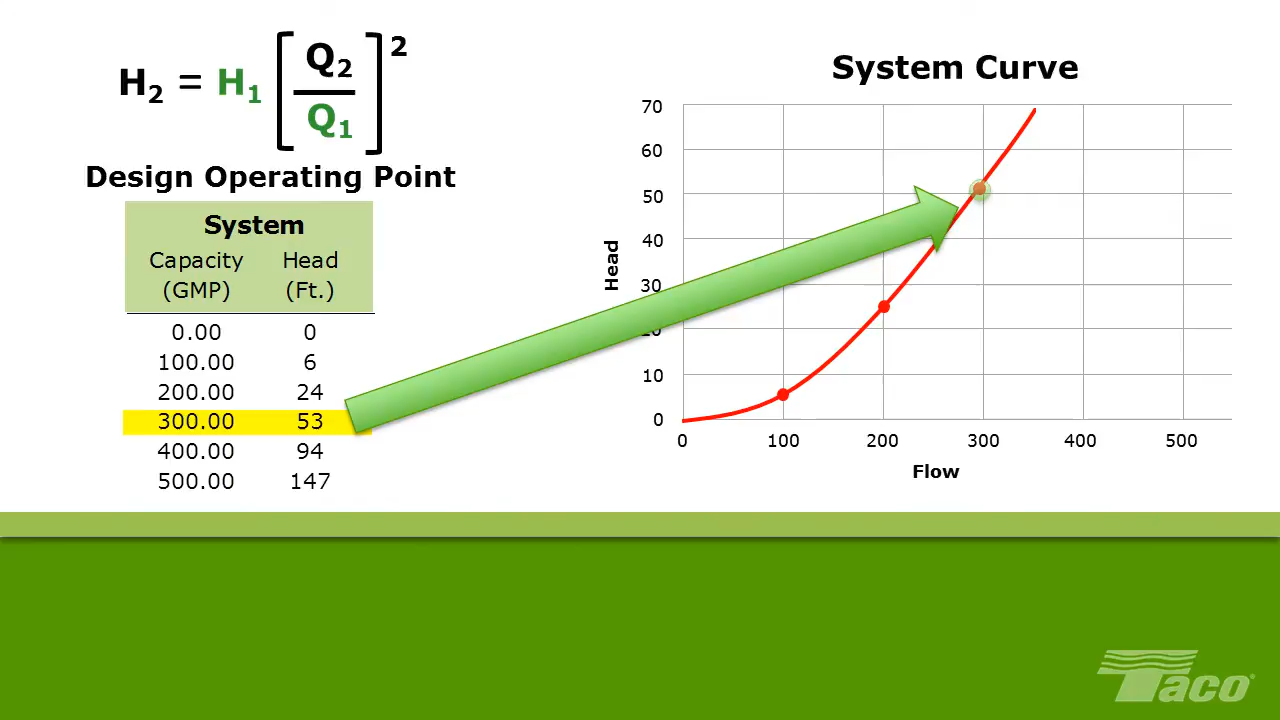 H2 = H1 [Q2/Q1]2
Design Operating Point
System
Capacity Head
(GMP) (Ft.)
0.00 0
100.00 6
200.00 24
300.00 53
400.00 94
500.00 147
System Curve
70
60
50
40
30
20
10
0
0 100 200 300 400 500
Head
Flow
Taco®